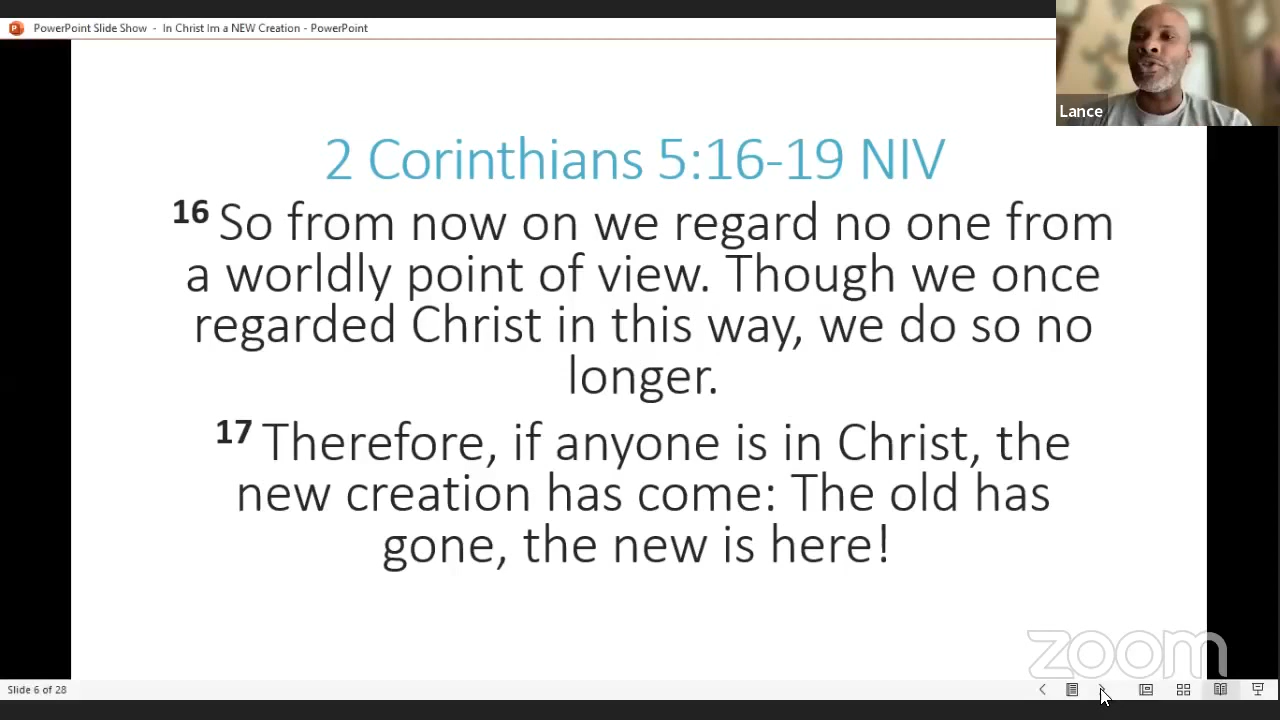 PowerPoint Slide Show - In Christ Im a NEW Creation - PowerPoint
Lance
2 Corinthians 5:16-19 NIV
16 So from now on we regard no one from
a worldly point of view. Though we once
regarded Christ in this way, we do so no
longer.
17 Therefore, if anyone is in Christ, the
new creation has come: The old has
gone, the new is here!
zoom
Slide 6 of 28